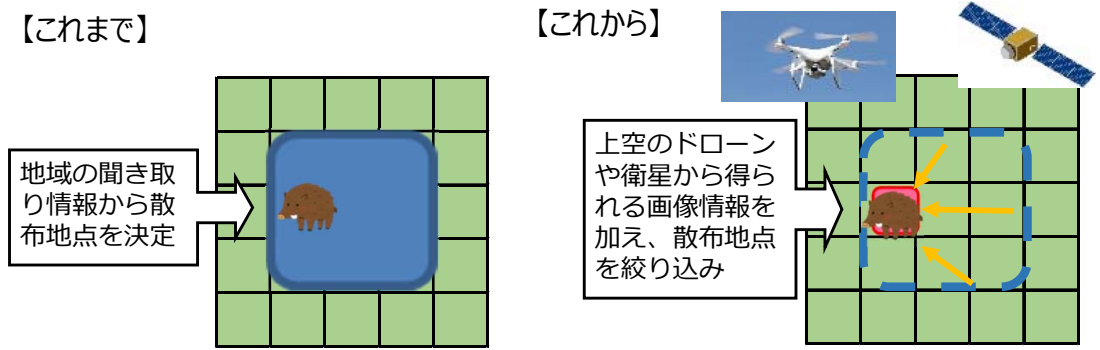 【これまで】
地域の聞き取
り情報から散
布地点を決定
【これから】
上空のドローン
や衛星から得ら
れる画像情報を
加え、散布地点
を絞り込み